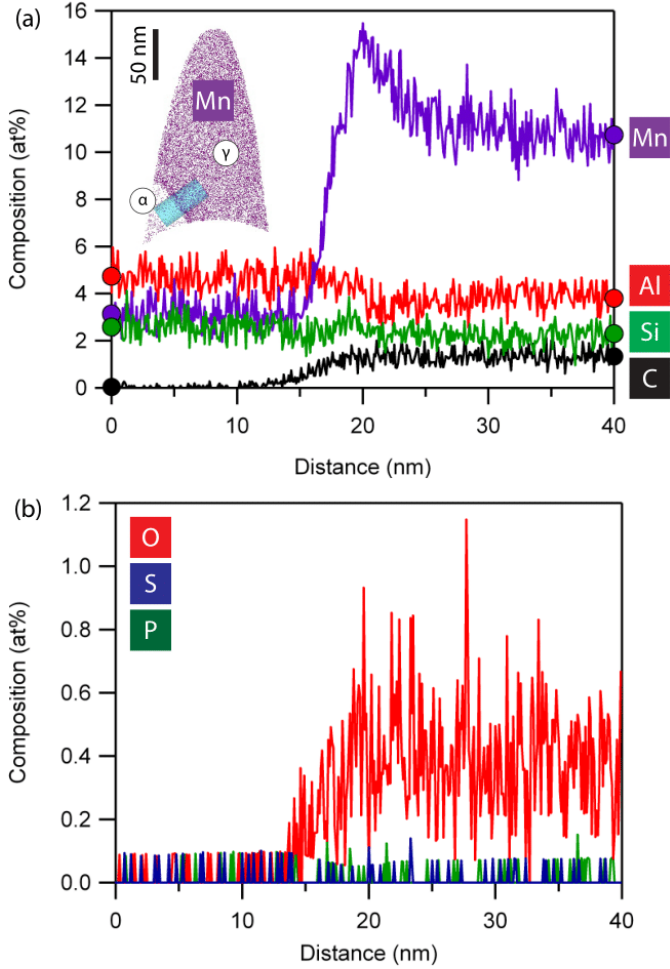 (a)
16
14
12
10
8
6
4
2
0
Composition (at%)
50 nm
Mn
γ
α
Mn
Al
Si
C
0 10 20 30 40
Distance (nm)
(b)
1.2
1.0
0.8
0.6
0.4
0.2
0.0
Composition (at%)
O
S
P
0 10 20 30 40
Distance (nm)